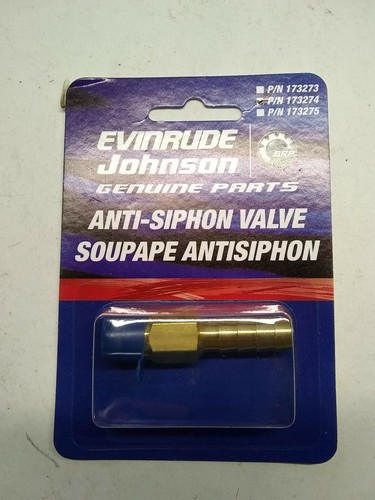 P/N 173273
P/N 173274
P/N 173275
EVINRUDE
Johnson
BRP
GENUINE PARTS
ANTI-SIPHON VALVE
SOUPAPE ANTISIPHON